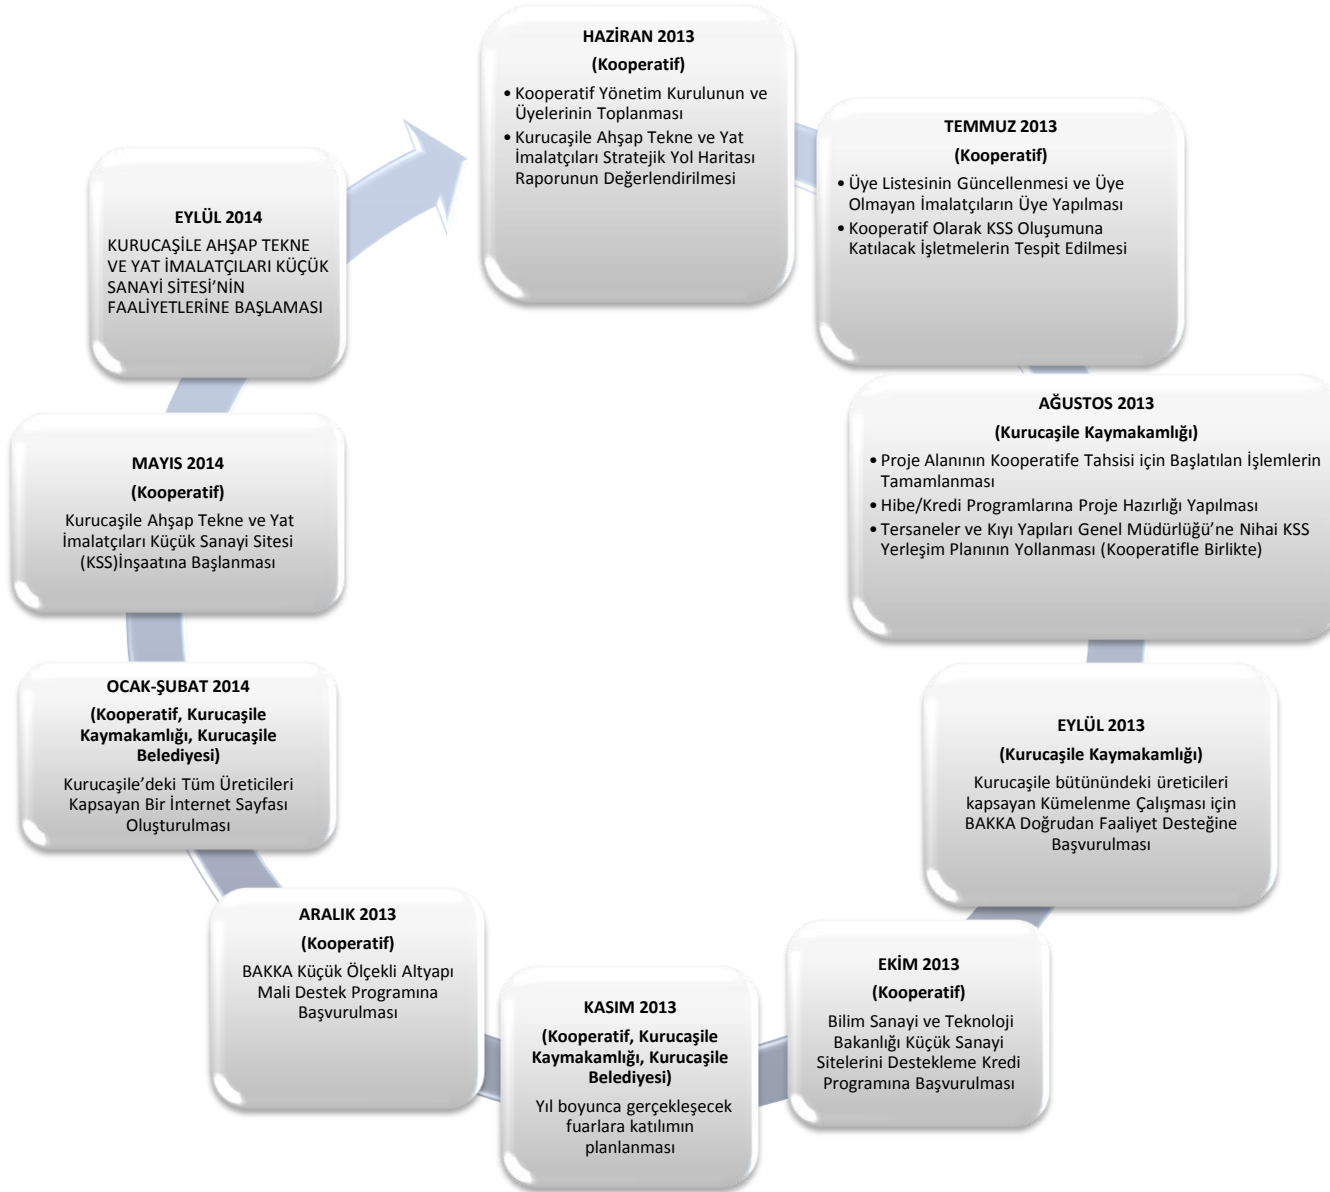 HAZİRAN 2013
(Kooperatif)
• Kooperatif Yönetim Kurulunun ve
Üyelerinin Toplanması
• Kurucaşile Ahşap Tekne ve Yat
İmalatçıları Stratejik Yol Haritası
Raporunun Değerlendirilmesi
TEMMUZ 2013
(Kooperatif)
• Üye Listesinin Güncellenmesi ve Üye
Olmayan İmalatçıların Üye Yapılması
• Kooperatif Olarak KSS Oluşumuna
Katılacak İşletmelerin Tespit Edilmesi
AĞUSTOS 2013
(Kurucaşile Kaymakamlığı)
• Proje Alanının Kooperatife Tahsisi için Başlatılan İşlemlerin
Tamamlanması
• Hibe/Kredi Programlarına Proje Hazırlığı Yapılması
• Tersaneler ve Kıyı Yapıları Genel Müdürlüğü’ne Nihai KSS
Yerleşim Planının Yollanması (Kooperatifle Birlikte)
EYLÜL 2013
(Kurucaşile Kaymakamlığı)
Kurucaşile bütünündeki üreticileri
kapsayan Kümelenme Çalışması için
BAKKA Doğrudan Faaliyet Desteğine
Başvurulması
EKİM 2013
(Kooperatif)
Bilim Sanayi ve Teknoloji
Bakanlığı Küçük Sanayi
Sitelerini Destekleme Kredi
Programına Başvurulması
KASIM 2013
(Kooperatif, Kurucaşile
Kaymakamlığı, Kurucaşile
Belediyesi)
Yıl boyunca gerçekleşecek
fuarlara katılımın
planlanması
ARALIK 2013
(Kooperatif)
BAKKA Küçük Ölçekli Altyapı
Mali Destek Programına
Başvurulması
OCAK-ŞUBAT 2014
(Kooperatif, Kurucaşile
Kaymakamlığı, Kurucaşile
Belediyesi)
Kurucaşile’deki Tüm Üreticileri
Kapsayan Bir İnternet Sayfası
Oluşturulması
MAYIS 2014
(Kooperatif)
Kurucaşile Ahşap Tekne ve Yat
İmalatçıları Küçük Sanayi Sitesi
(KSS)İnşaatına Başlanması
EYLÜL 2014
KURUCAŞİLE AHŞAP TEKNE
VE YAT İMALATÇILARI KÜÇÜK
SANAYİ SİTESİ’NİN
FAALİYETLERİNE BAŞLAMASI